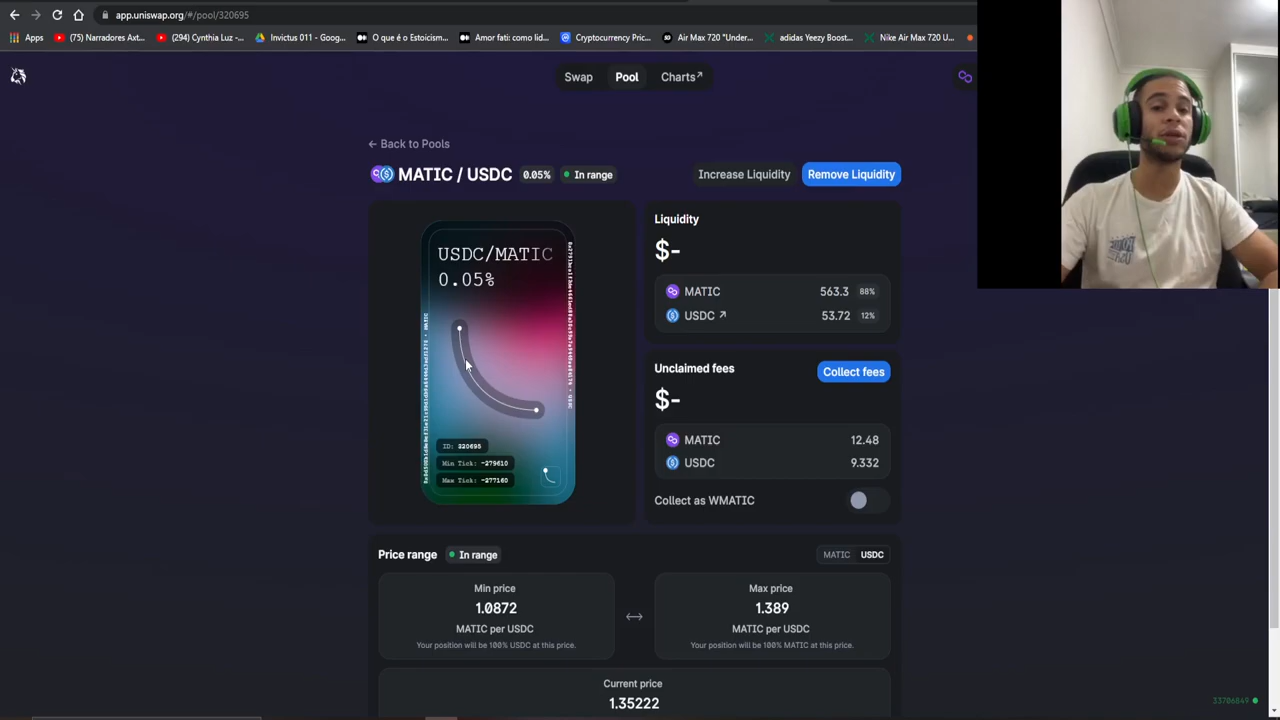 app.uniswap.org/#/pool/320695
Apps (75) Narradores Axt... (294) Cynthia Luz -... Invictus 011 - Goog... O que é o Estoicism... Amor fati: como lid... Cryptocurrency Pric... Air Max 720 "Under... adidas Yeezy Boost... Nike Air Max 720 U...
Swap Pool Charts↗
← Back to Pools
MATIC / USDC 0.05% In range Increase Liquidity Remove Liquidity
USDC/MATIC
0.05%
ID: 320695
Min Tick: -279610
Max Tick: -277160
Liquidity
$-
MATIC 563.3 88%
USDC ↗ 53.72 12%
Unclaimed fees Collect fees
$-
MATIC 12.48
USDC 9.332
Collect as WMATIC
Price range In range MATIC USDC
Min price
1.0872
MATIC per USDC
Your position will be 100% USDC at this price.
Max price
1.389
MATIC per USDC
Your position will be 100% MATIC at this price.
Current price
1.35222
33706849